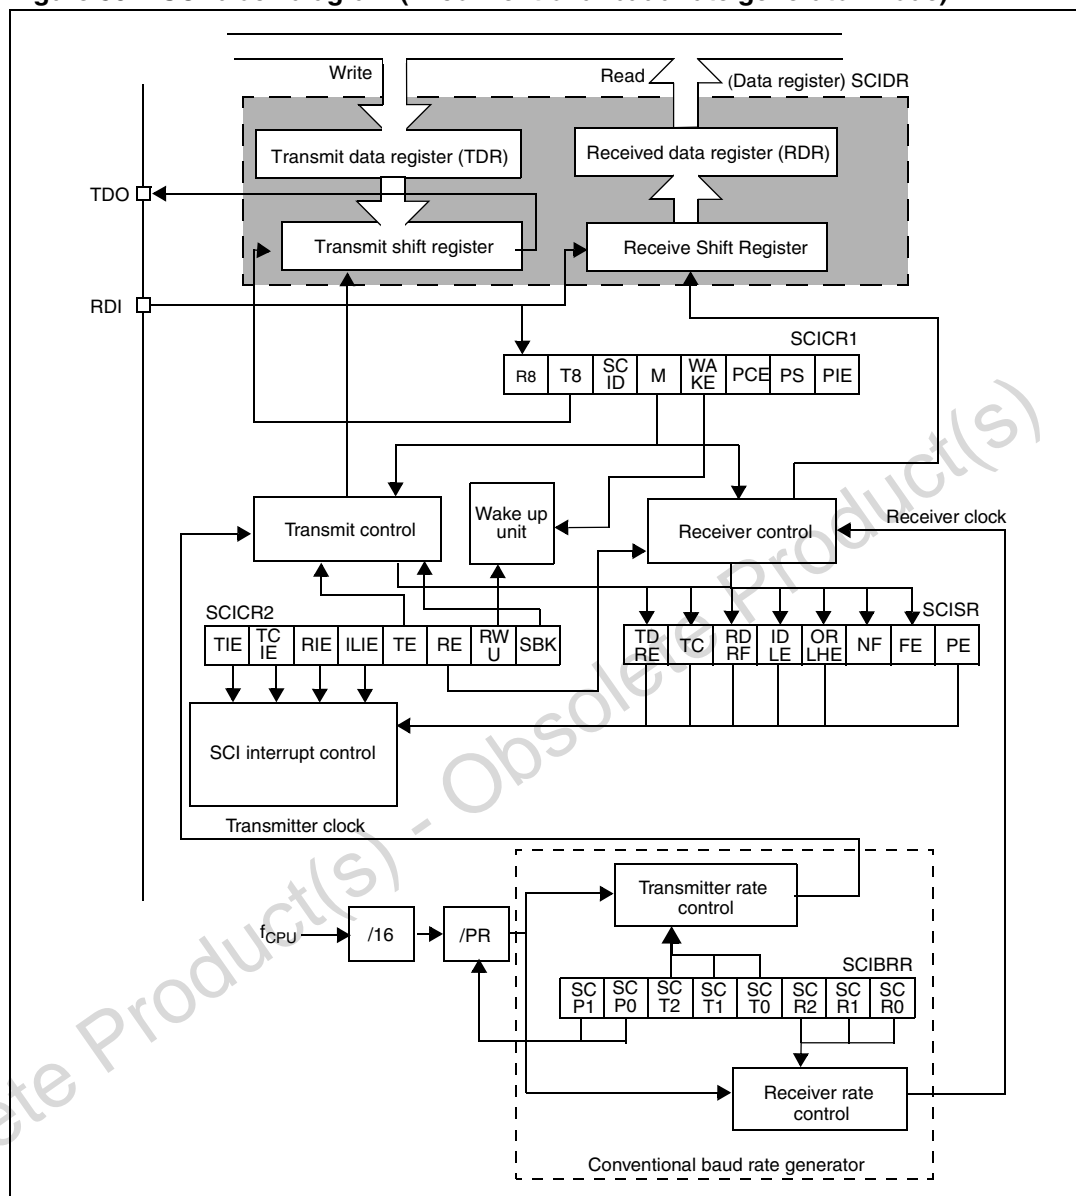 Write
Read
(Data register) SCIDR
Transmit data register (TDR)
Received data register (RDR)
TDO
Transmit shift register
Receive Shift Register
RDI
SCICR1
R8 T8 SC ID M WA KE PCE PS PIE
Transmit control
Wake up
unit
Receiver control
Receiver clock
SCICR2
SCISR
TIE TC IE RIE ILIE TE RE RW U SBK
TD RE TC RD RF ID LE OR LHE NF FE PE
SCI interrupt control
Transmitter clock
Transmitter rate
control
fCPU
/16
/PR
SCIBRR
SC P1 SC P0 SC T2 SC T1 SC T0 SC R2 SC R1 SC R0
Receiver rate
control
Conventional baud rate generator
ete Product(s) - Obsolete Product(s)